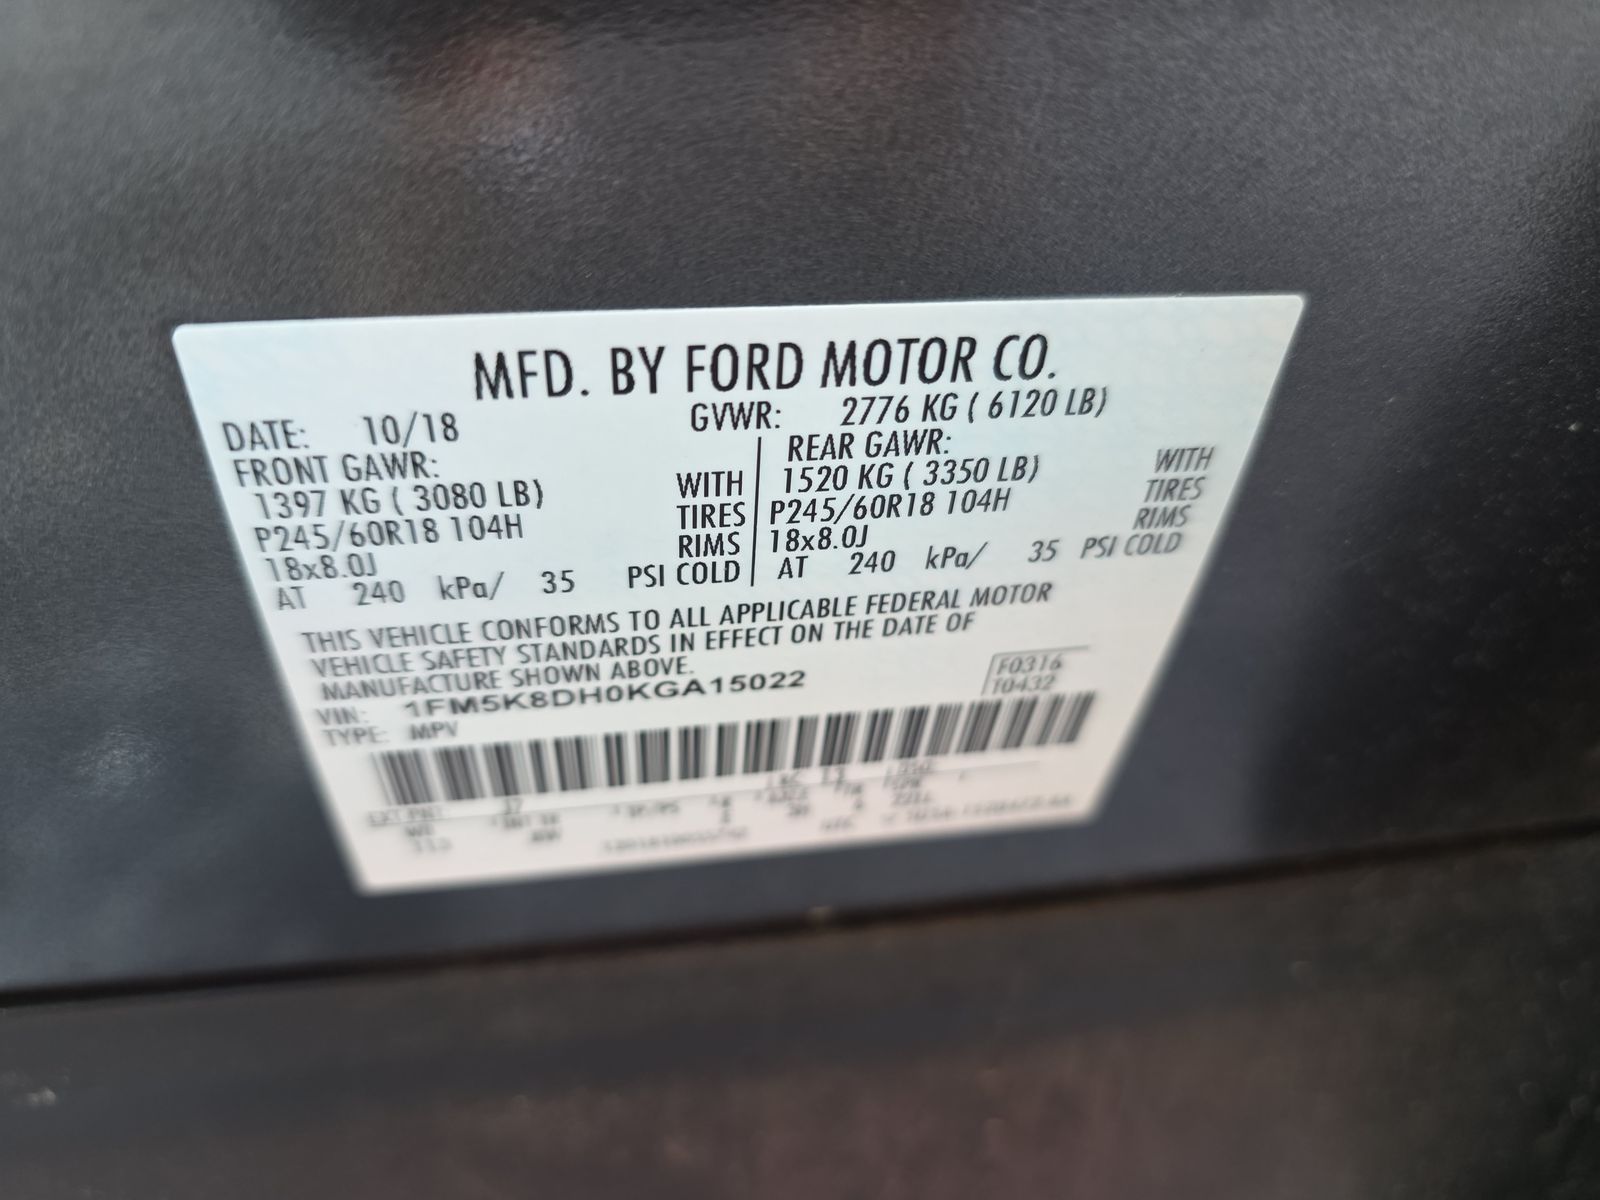 MFD. BY FORD MOTOR CO.
DATE: 10/18 GVWR: 2776 KG ( 6120 LB)
FRONT GAWR: REAR GAWR:
1397 KG ( 3080 LB) WITH 1520 KG ( 3350 LB) WITH
P245/60R18 104H TIRES P245/60R18 104H TIRES
18x8.0J RIMS 18x8.0J RIMS
AT 240 kPa/ 35 PSI COLD AT 240 kPa/ 35 PSI COLD
THIS VEHICLE CONFORMS TO ALL APPLICABLE FEDERAL MOTOR
VEHICLE SAFETY STANDARDS IN EFFECT ON THE DATE OF
MANUFACTURE SHOWN ABOVE.
VIN: 1FM5K8DH0KGA15022 F0316
TYPE: MPV T0432
EXT PNT: